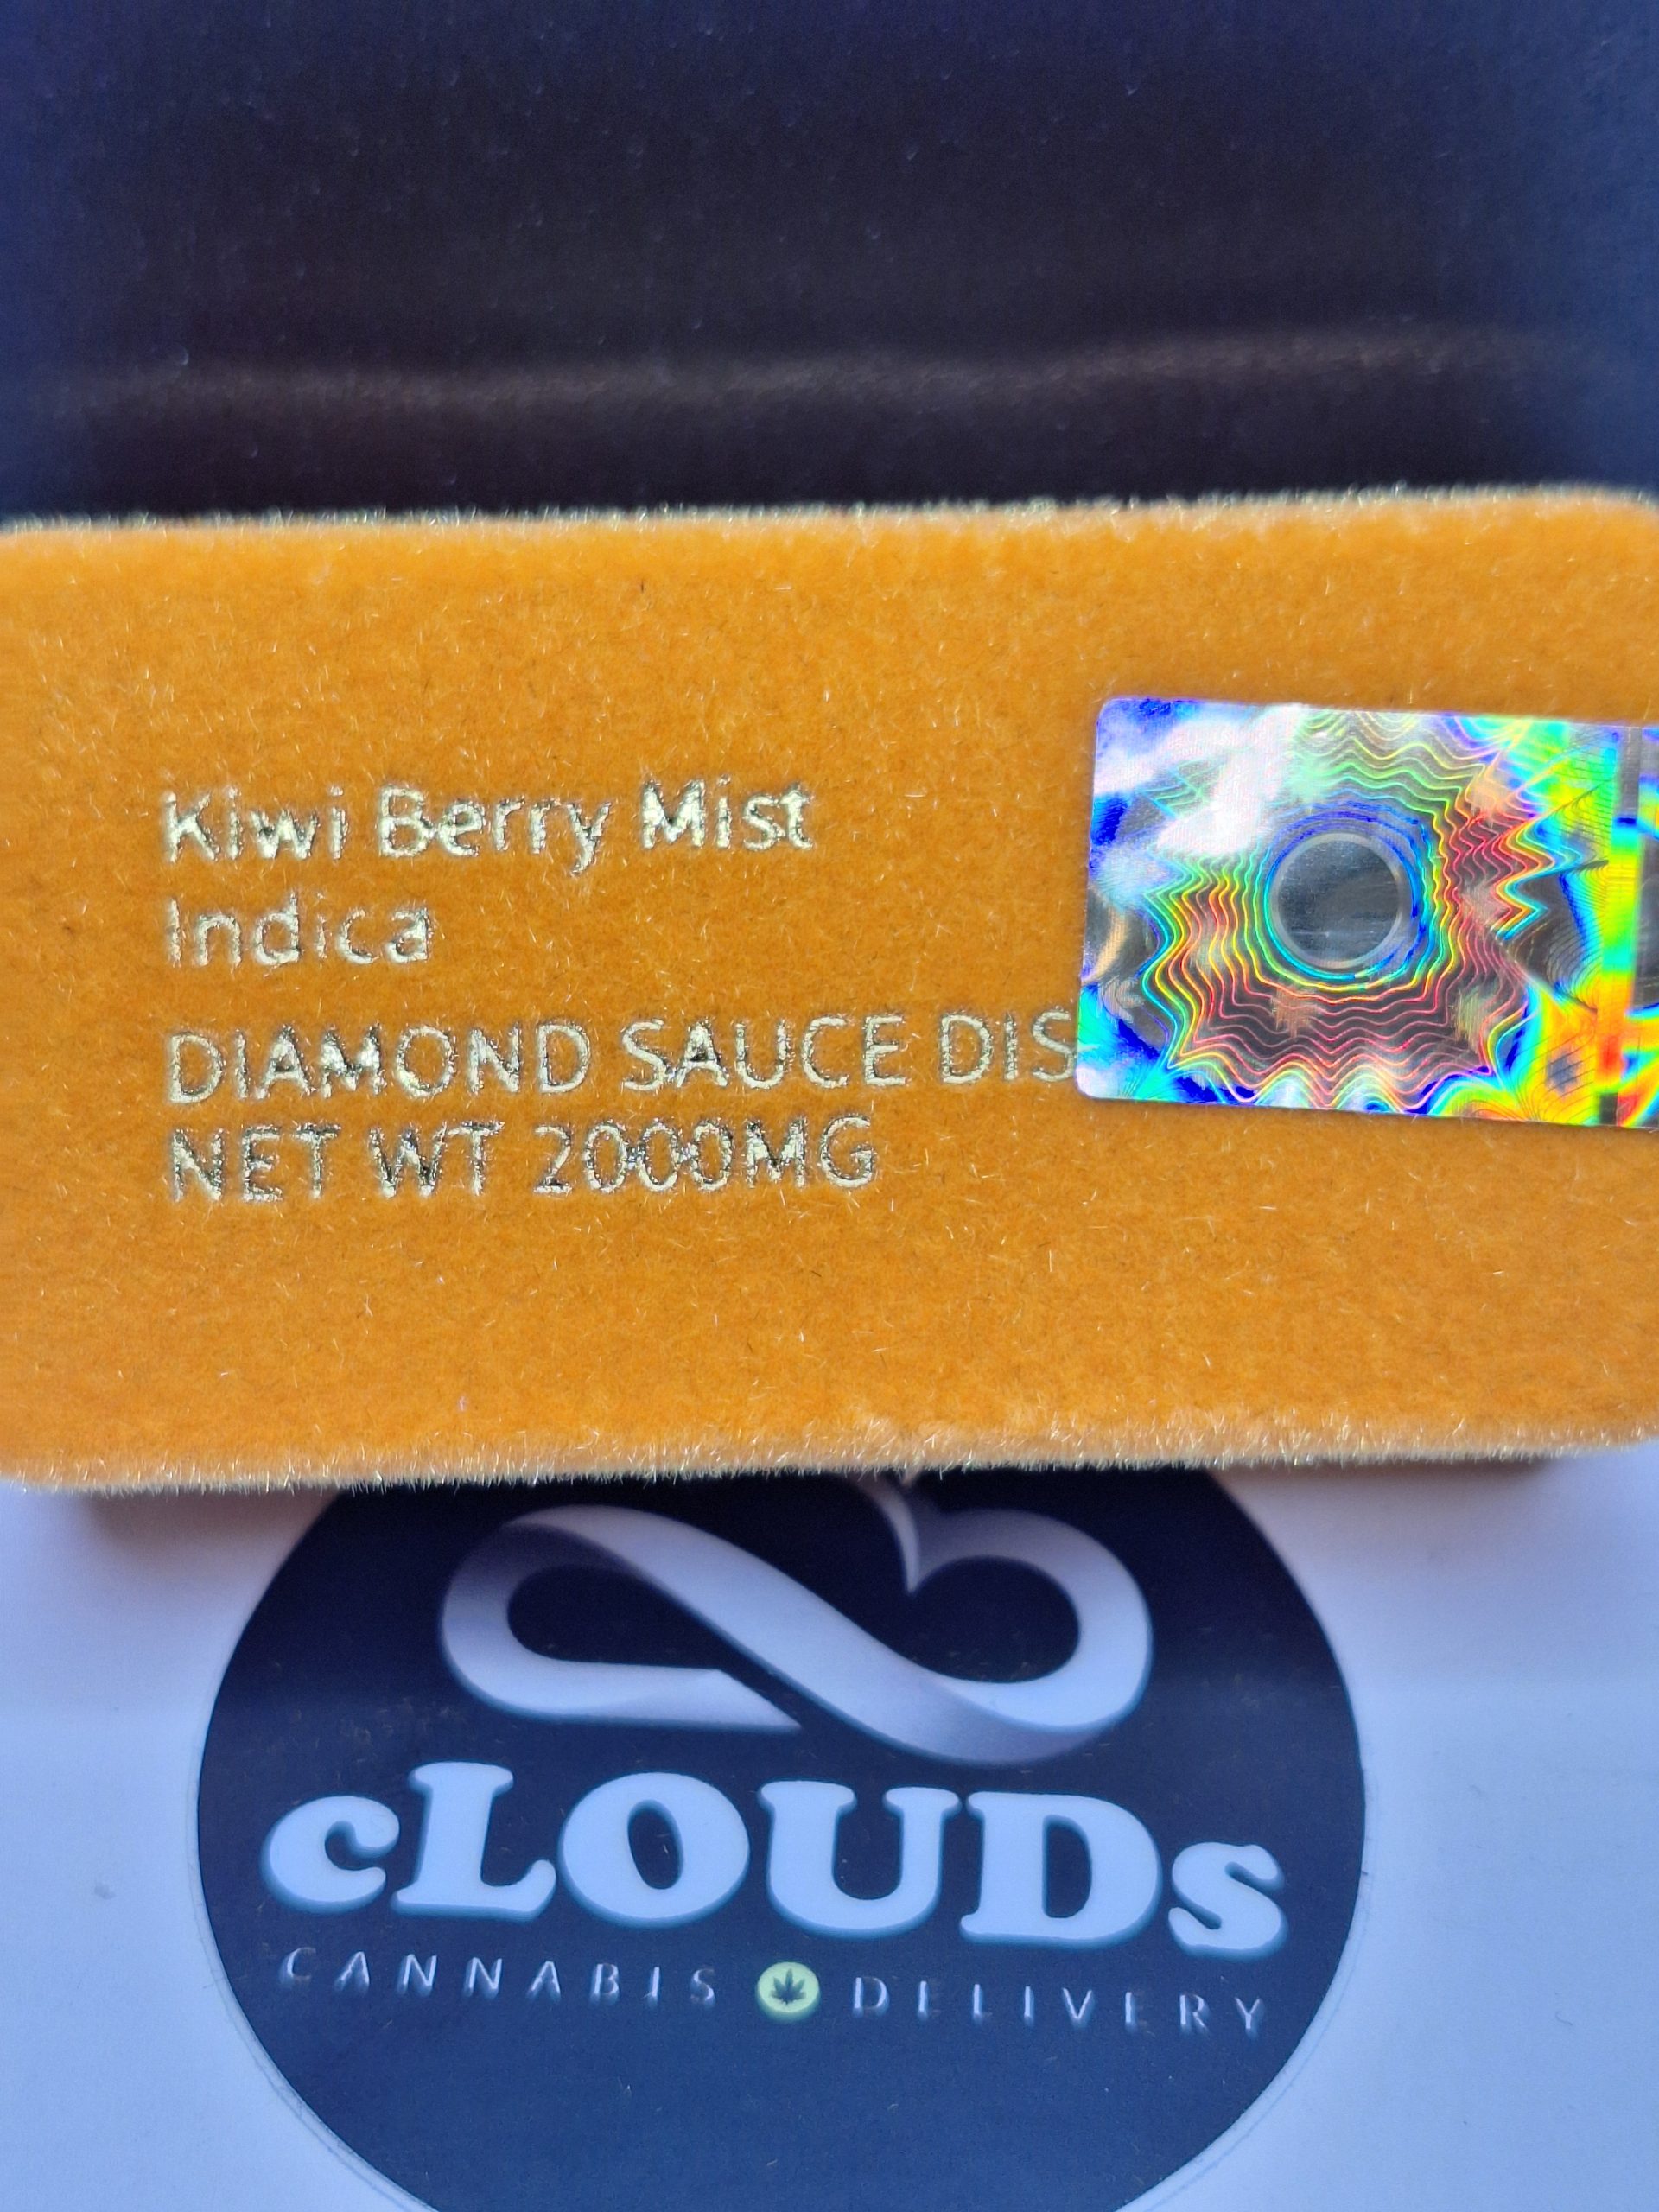 Kiwi Berry Mist
Indica
DIAMOND SAUCE DIS
NET WT 2000MG
cLOUDs
CANNABIS DELIVERY